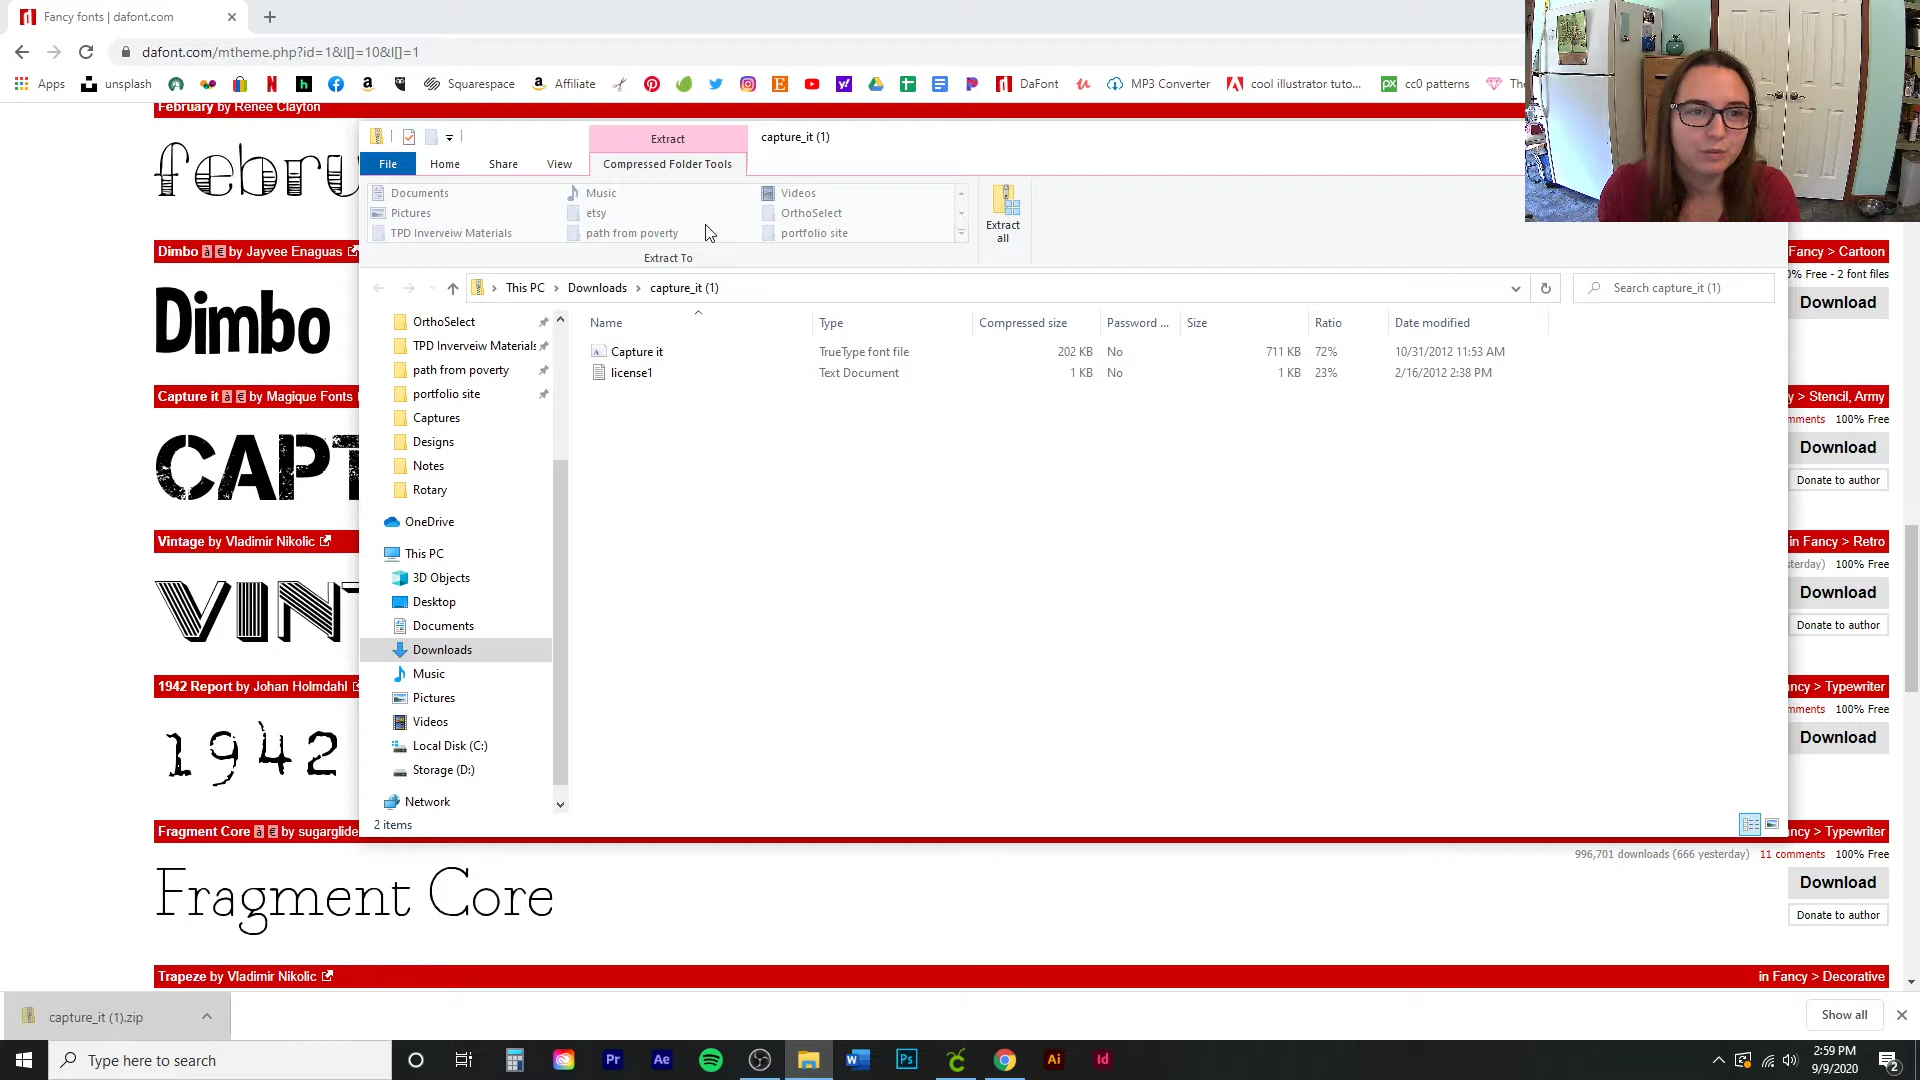 Fancy fonts | dafont.com
dafont.com/mtheme.php?id=1&l[]=10&l[]=1
Apps unsplash Squarespace Affiliate DaFont MP3 Converter cool illustrator tuto... cc0 patterns
February by Renee Clayton
Extract capture_it (1)
File Home Share View Compressed Folder Tools
Documents Music Videos
Pictures etsy OrthoSelect
TPD Inverveiw Materials path from poverty portfolio site
Extract all
Extract To
This PC > Downloads > capture_it (1) Search capture_it (1)
Name Type Compressed size Password ... Size Ratio Date modified
Capture it TrueType font file 202 KB No 711 KB 72% 10/31/2012 11:53 AM
license1 Text Document 1 KB No 1 KB 23% 2/16/2012 2:38 PM
OrthoSelect
TPD Inverveiw Materials
path from poverty
portfolio site
Captures
Designs
Notes
Rotary
OneDrive
This PC
3D Objects
Desktop
Documents
Downloads
Music
Pictures
Videos
Local Disk (C:)
Storage (D:)
Network
2 items
februa
Dimbo à € by Jayvee Enaguas
Fancy > Cartoon
0% Free - 2 font files
Dimbo
Download
Capture it à € by Magique Fonts
> Stencil, Army
100% Free
CAPT
Download
Donate to author
Vintage by Vladimir Nikolic
in Fancy > Retro
100% Free
VINT
Download
Donate to author
1942 Report by Johan Holmdahl
> Typewriter
100% Free
1942
Download
Fragment Core à € by sugarglide
> Typewriter
996,701 downloads (666 yesterday) 11 comments 100% Free
Fragment Core
Download
Donate to author
Trapeze by Vladimir Nikolic
in Fancy > Decorative
capture_it (1).zip
Show all
Type here to search
Pr Ae W Ps Ai Id
2:59 PM
9/9/2020
2